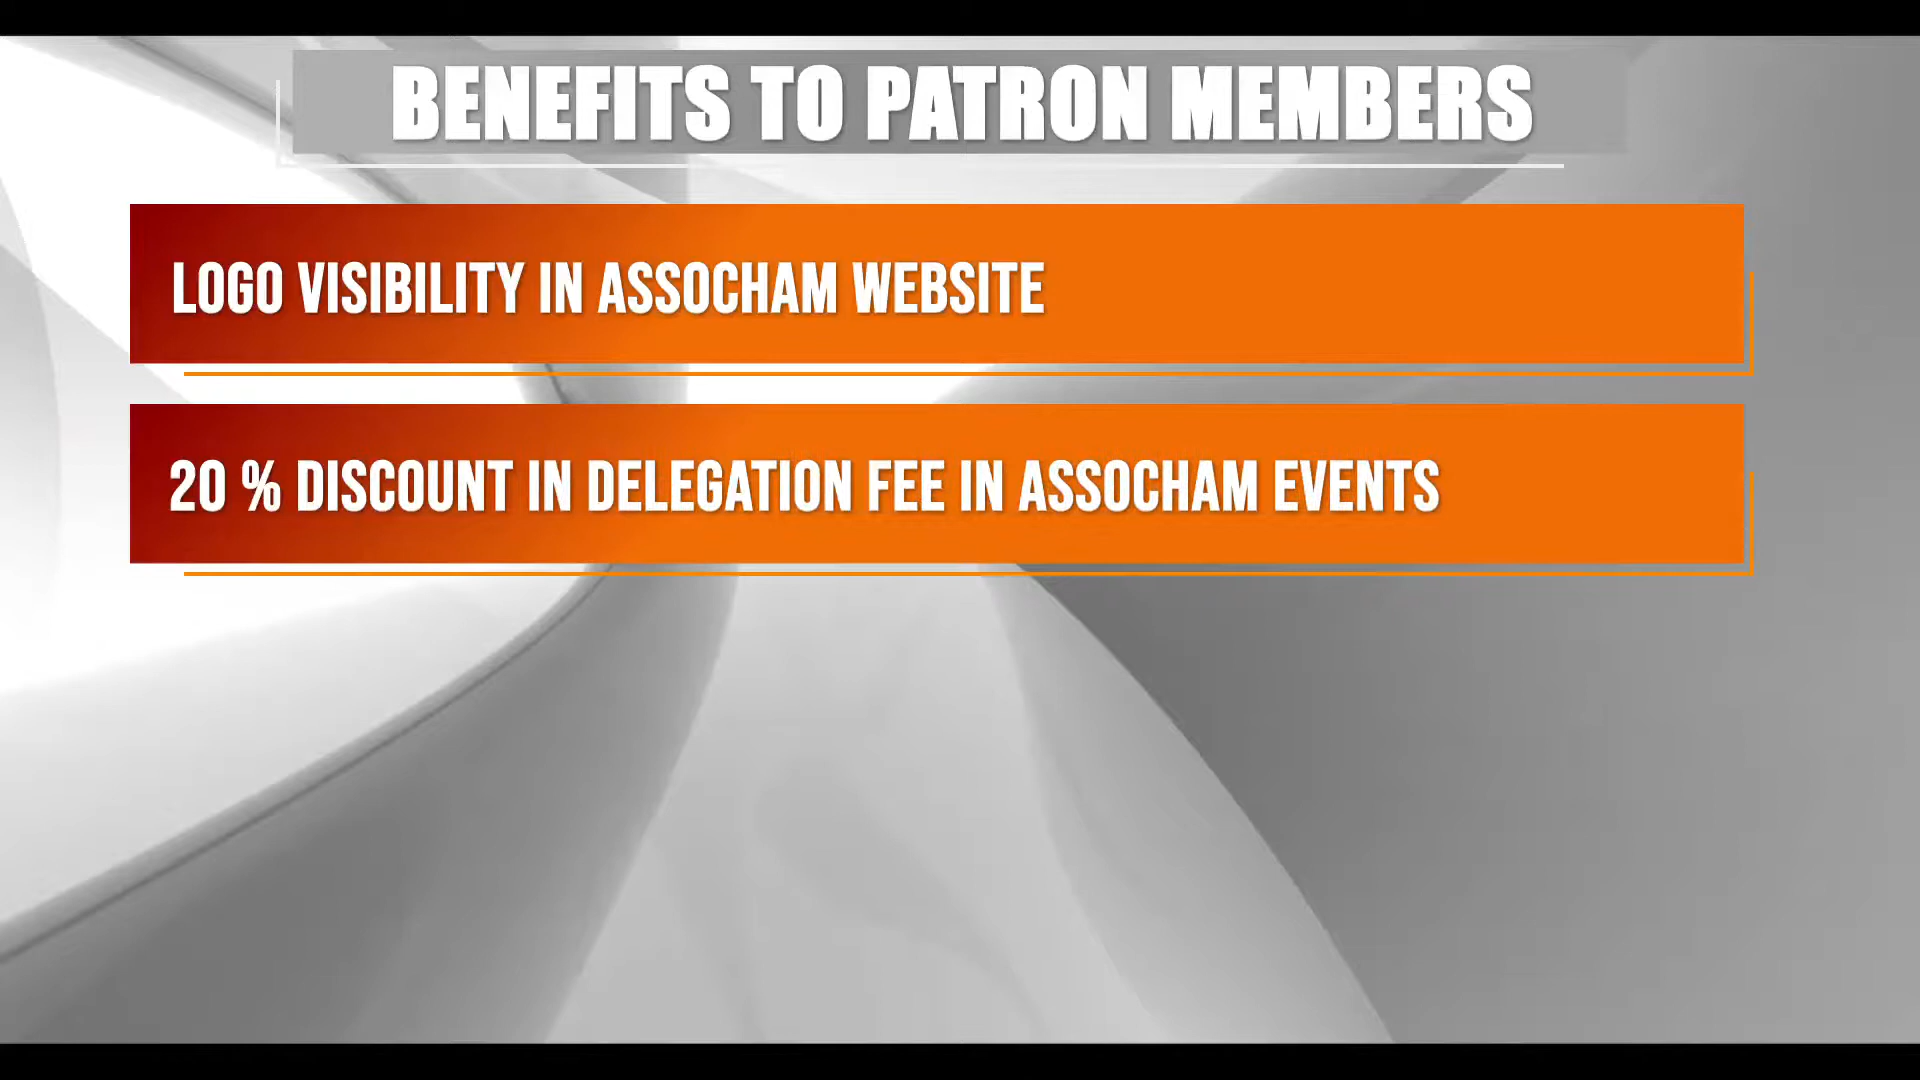 BENEFITS TO PATRON MEMBERS
LOGO VISIBILITY IN ASSOCHAM WEBSITE
20 % DISCOUNT IN DELEGATION FEE IN ASSOCHAM EVENTS